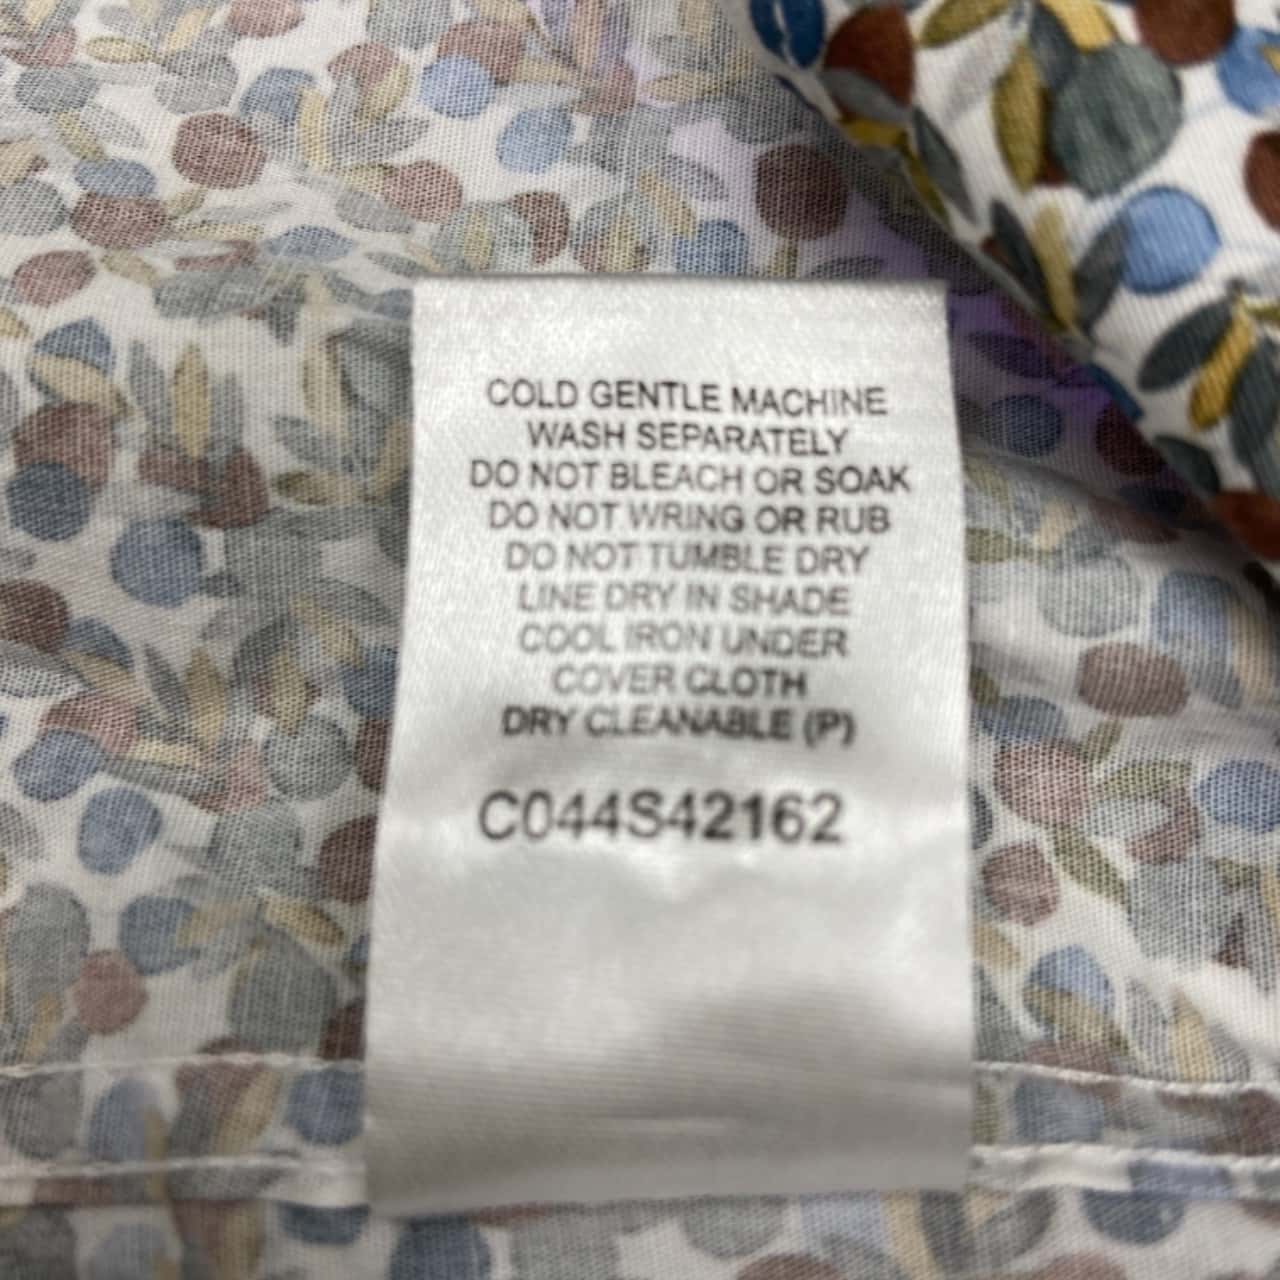 COLD GENTLE MACHINE
WASH SEPARATELY
DO NOT BLEACH OR SOAK
DO NOT WRING OR RUB
DO NOT TUMBLE DRY
LINE DRY IN SHADE
COOL IRON UNDER
COVER CLOTH
DRY CLEANABLE (P)
C044S42162